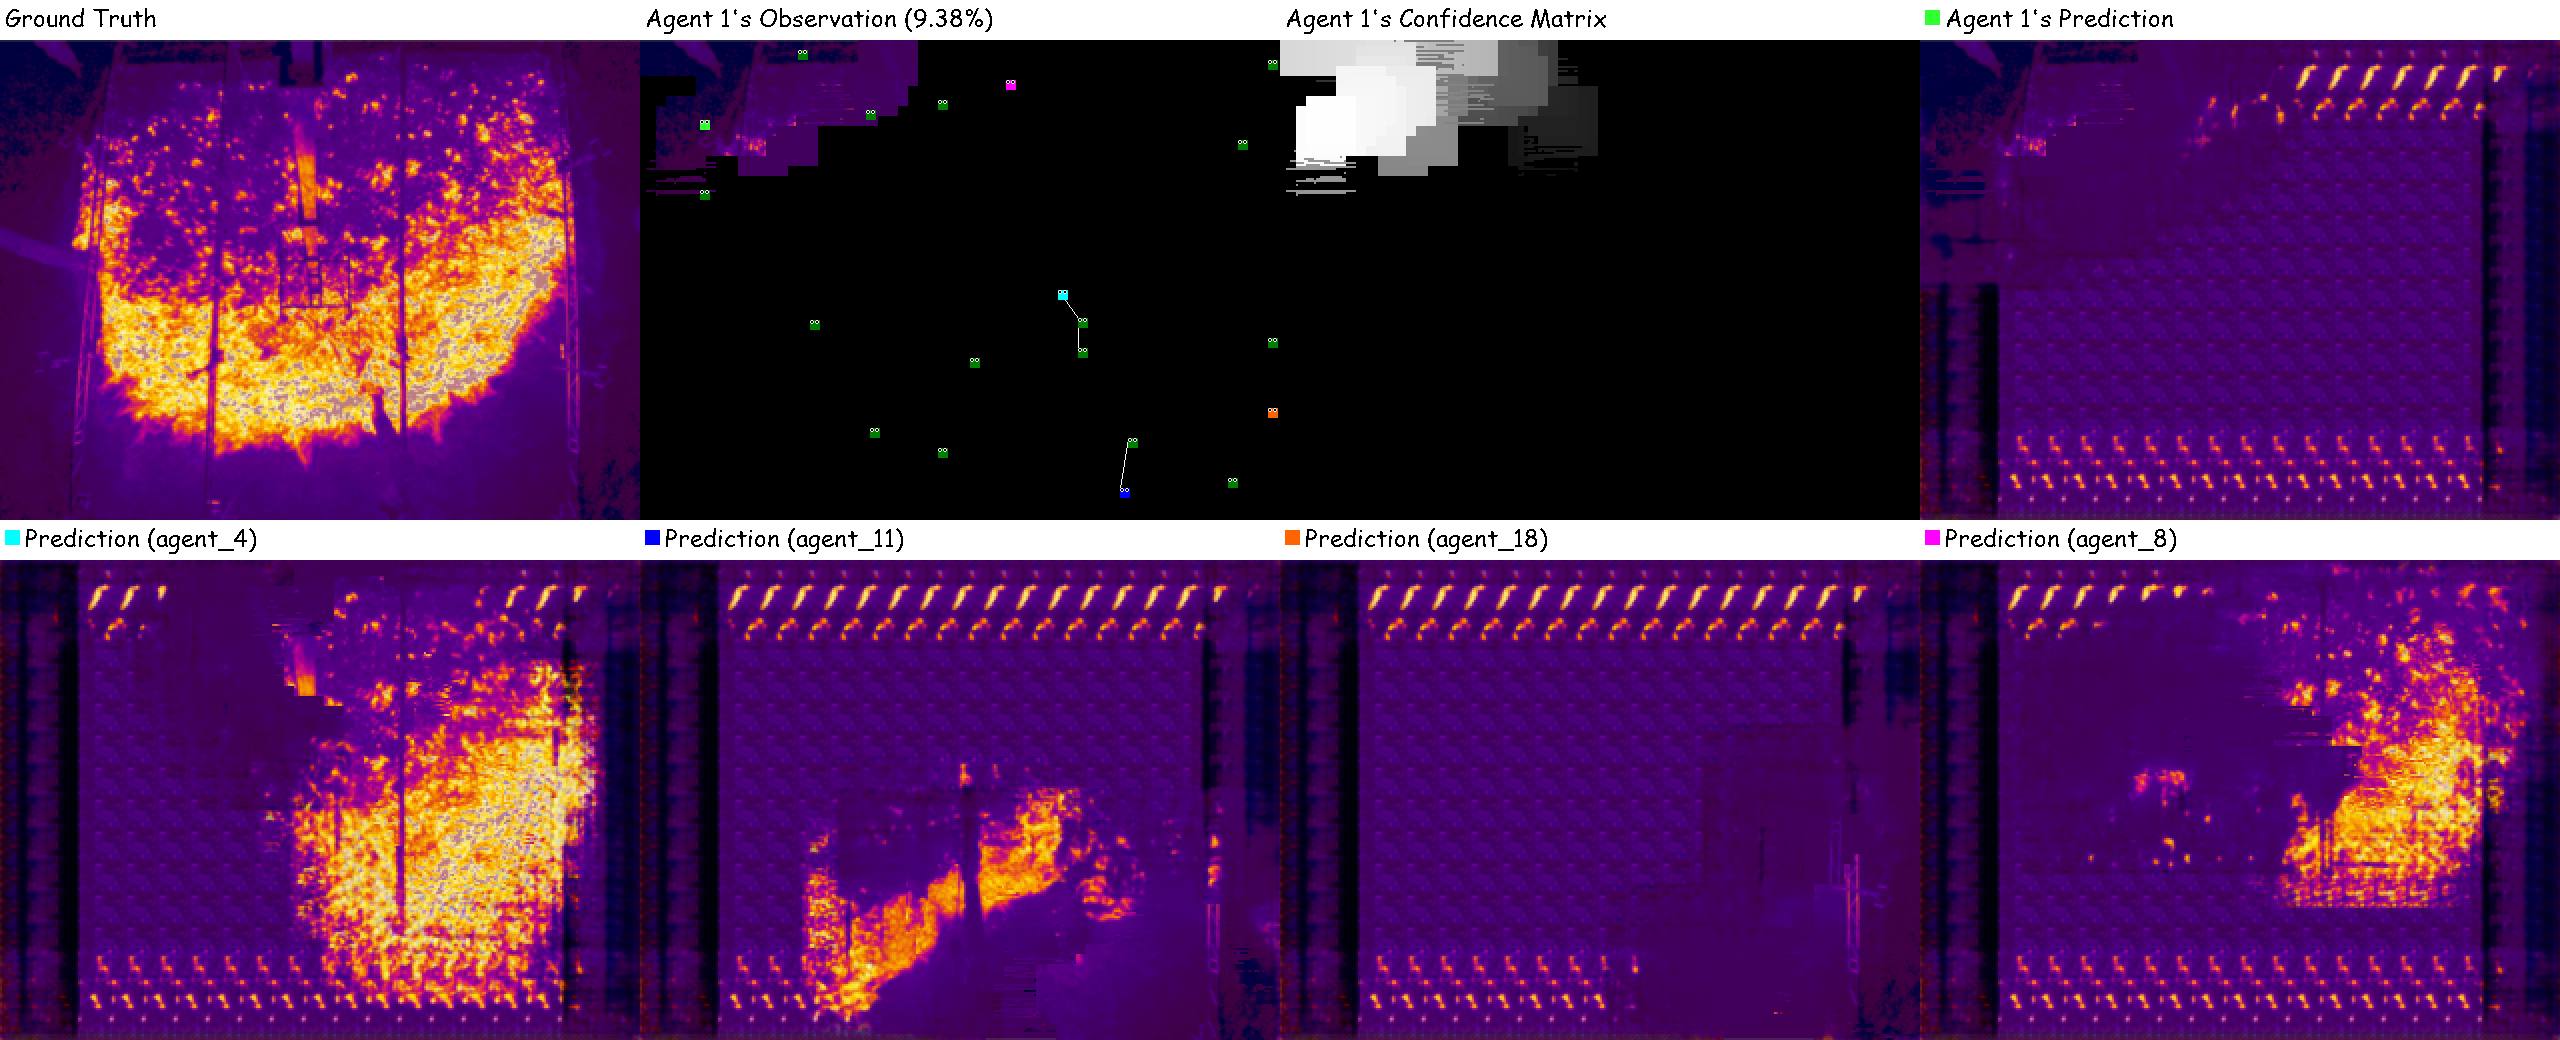 Ground Truth
Agent 1's Observation (9.38%)
Agent 1's Confidence Matrix
Agent 1's Prediction
Prediction (agent_4)
Prediction (agent_11)
Prediction (agent_18)
Prediction (agent_8)